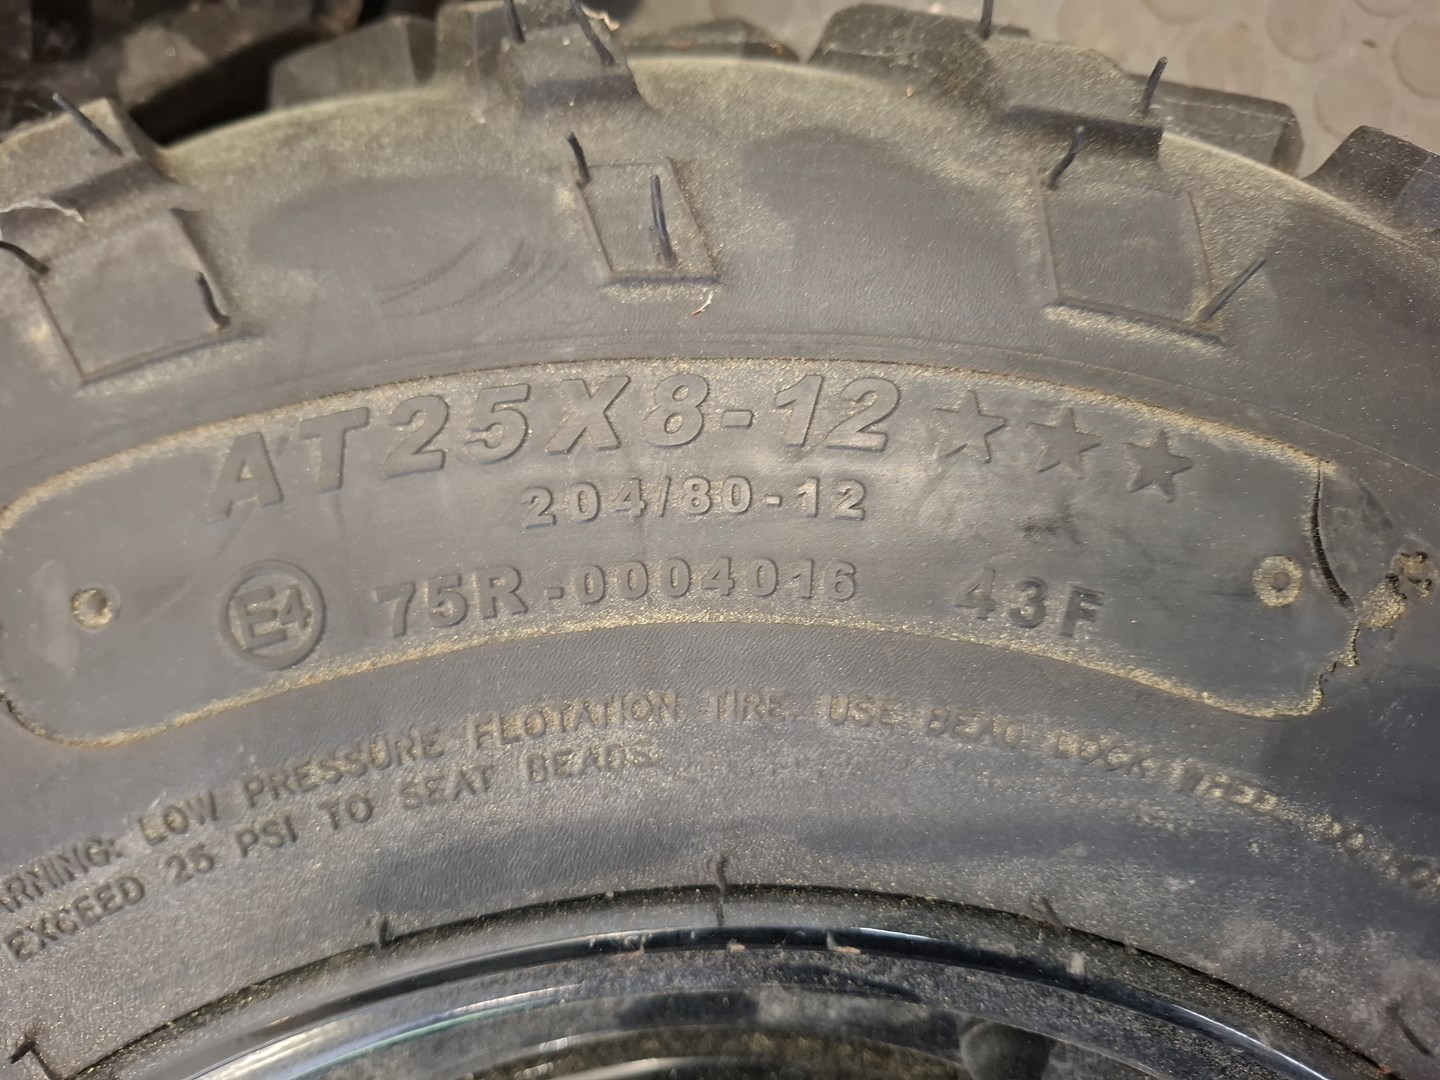 AT25X8-12 ★★★
204/80-12
E4 75R-0004016 43F
WARNING: LOW PRESSURE FLOTATION TIRE. USE BEAD LOCK
EXCEED 25 PSI TO SEAT BEADS.